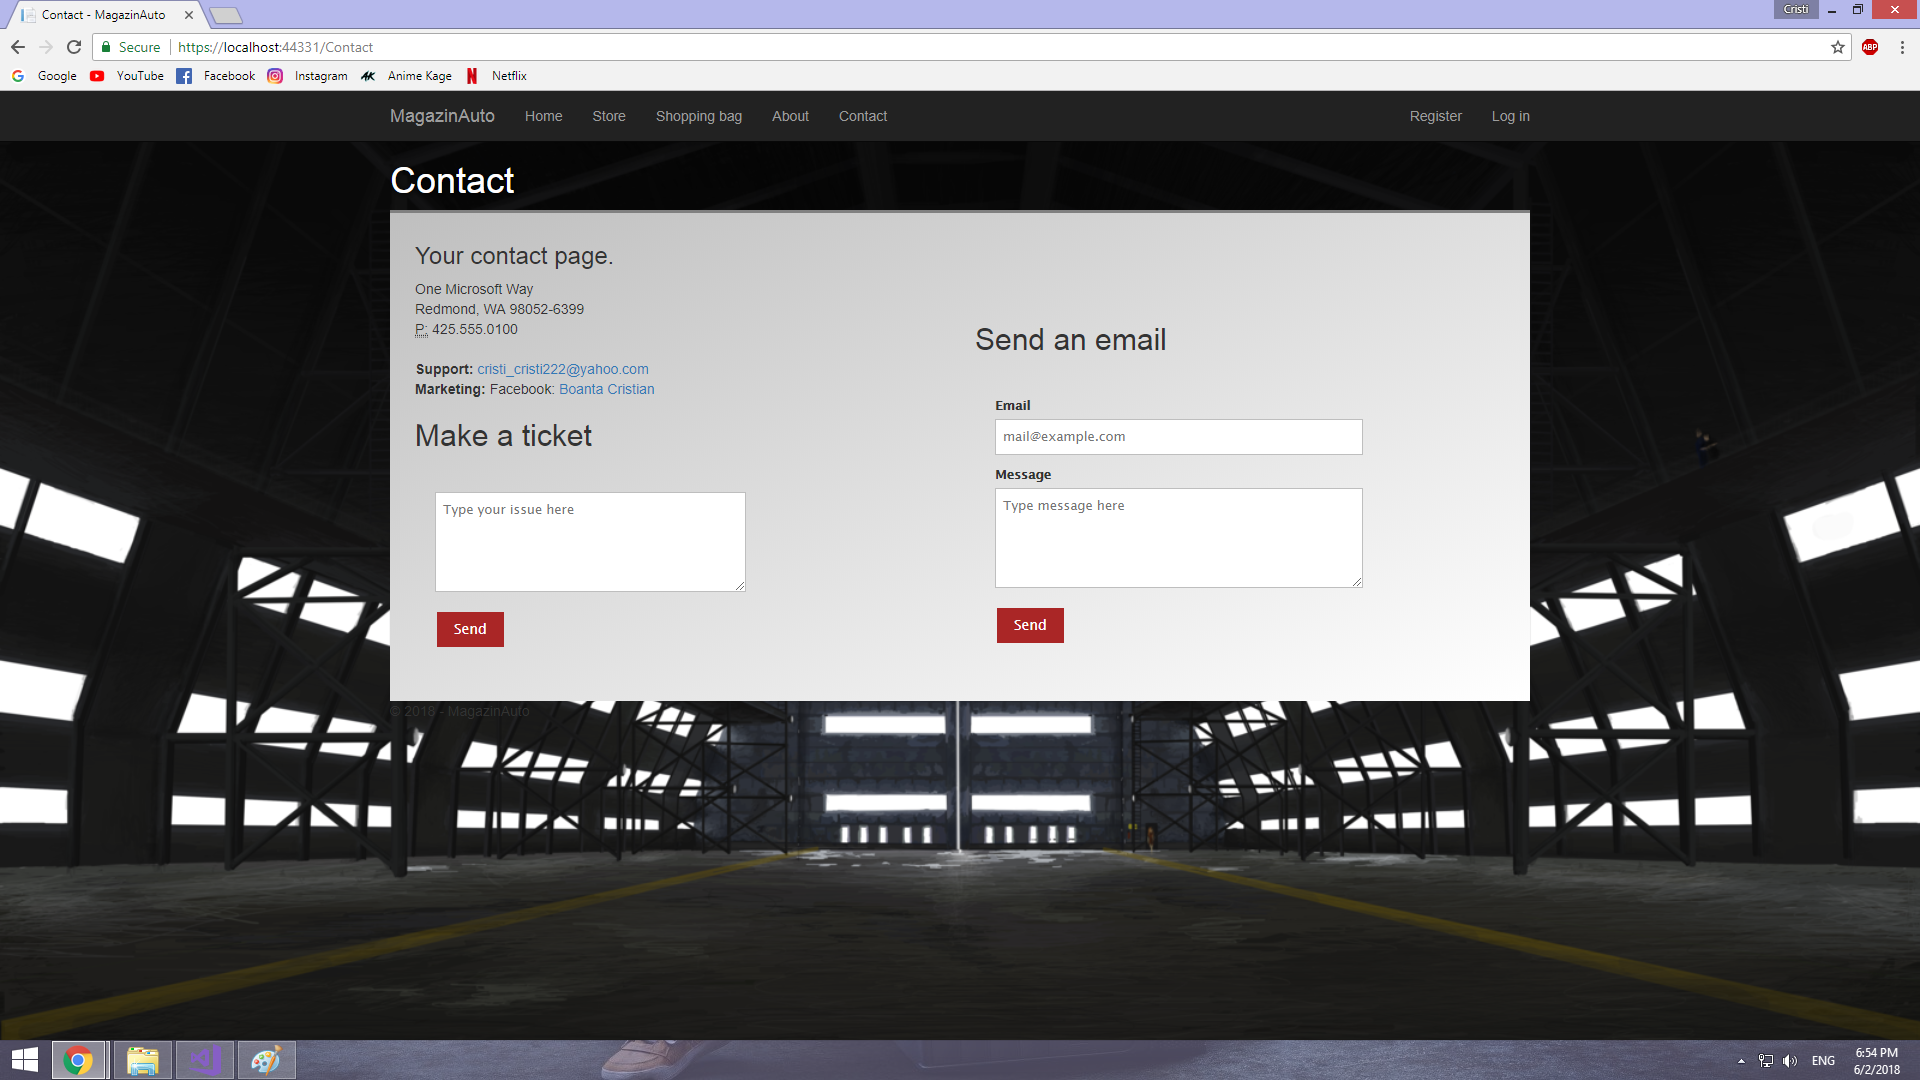 Contact - MagazinAuto
Cristi
Secure
https://localhost:44331/Contact
ABP
Google
YouTube
Facebook
Instagram
Anime Kage
Netflix
MagazinAuto
Home
Store
Shopping bag
About
Contact
Register
Log in
Contact
Your contact page.
One Microsoft Way
Redmond, WA 98052-6399
P: 425.555.0100
Support: cristi_cristi222@yahoo.com
Marketing: Facebook: Boanta Cristian
Make a ticket
Type your issue here
Send
Send an email
Email
mail@example.com
Message
Type message here
Send
© 2018 - MagazinAuto
ENG
6:54 PM
6/2/2018